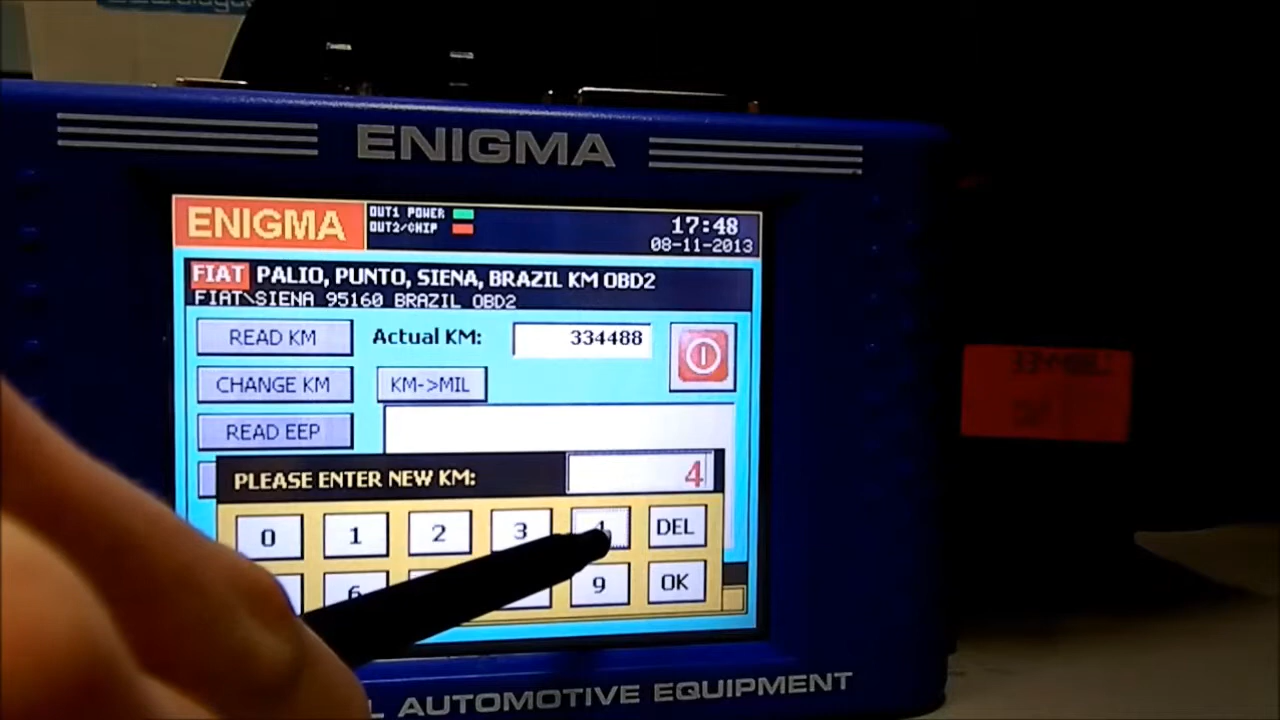 ENIGMA
ENIGMA
OUT1 POWER
OUT2/CHIP
17:48
08-11-2013
FIAT PALIO, PUNTO, SIENA, BRAZIL KM OBD2
FIAT\SIENA 95160 BRAZIL OBD2
READ KM
Actual KM:
334488
CHANGE KM
KM->MIL
READ EEP
PLEASE ENTER NEW KM:
4
0 1 2 3 4 DEL
6 9 OK
AUTOMOTIVE EQUIPMENT